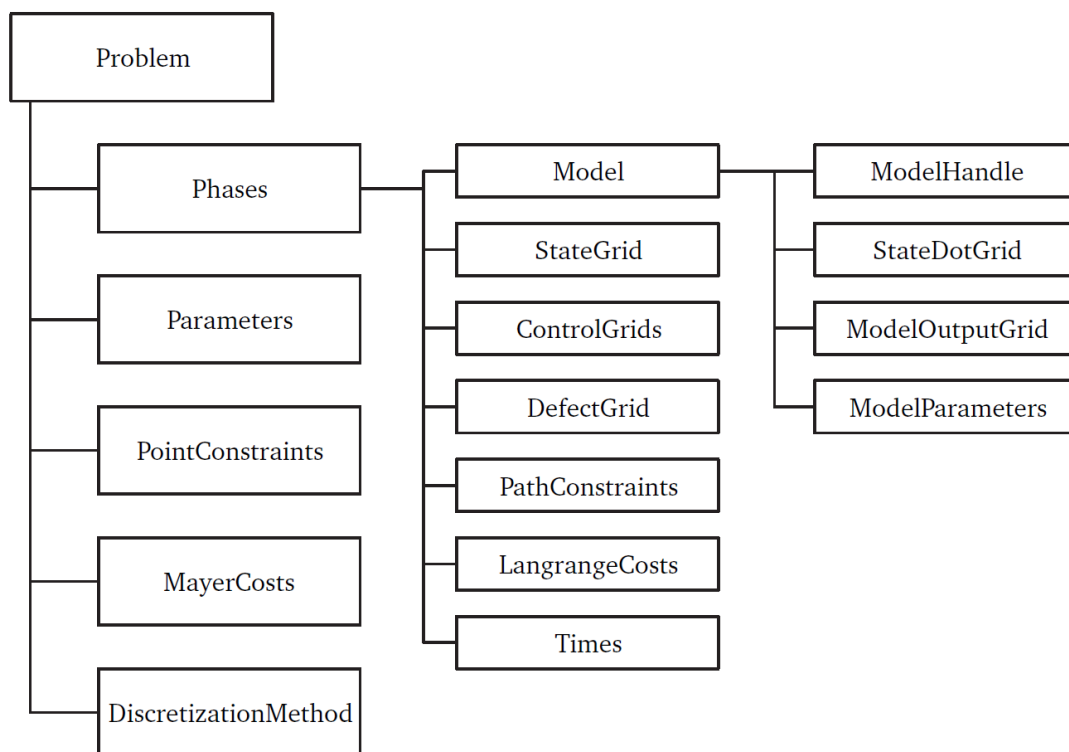 Problem
Phases
Parameters
PointConstraints
MayerCosts
DiscretizationMethod
Model
StateGrid
ControlGrids
DefectGrid
PathConstraints
LangrangeCosts
Times
ModelHandle
StateDotGrid
ModelOutputGrid
ModelParameters